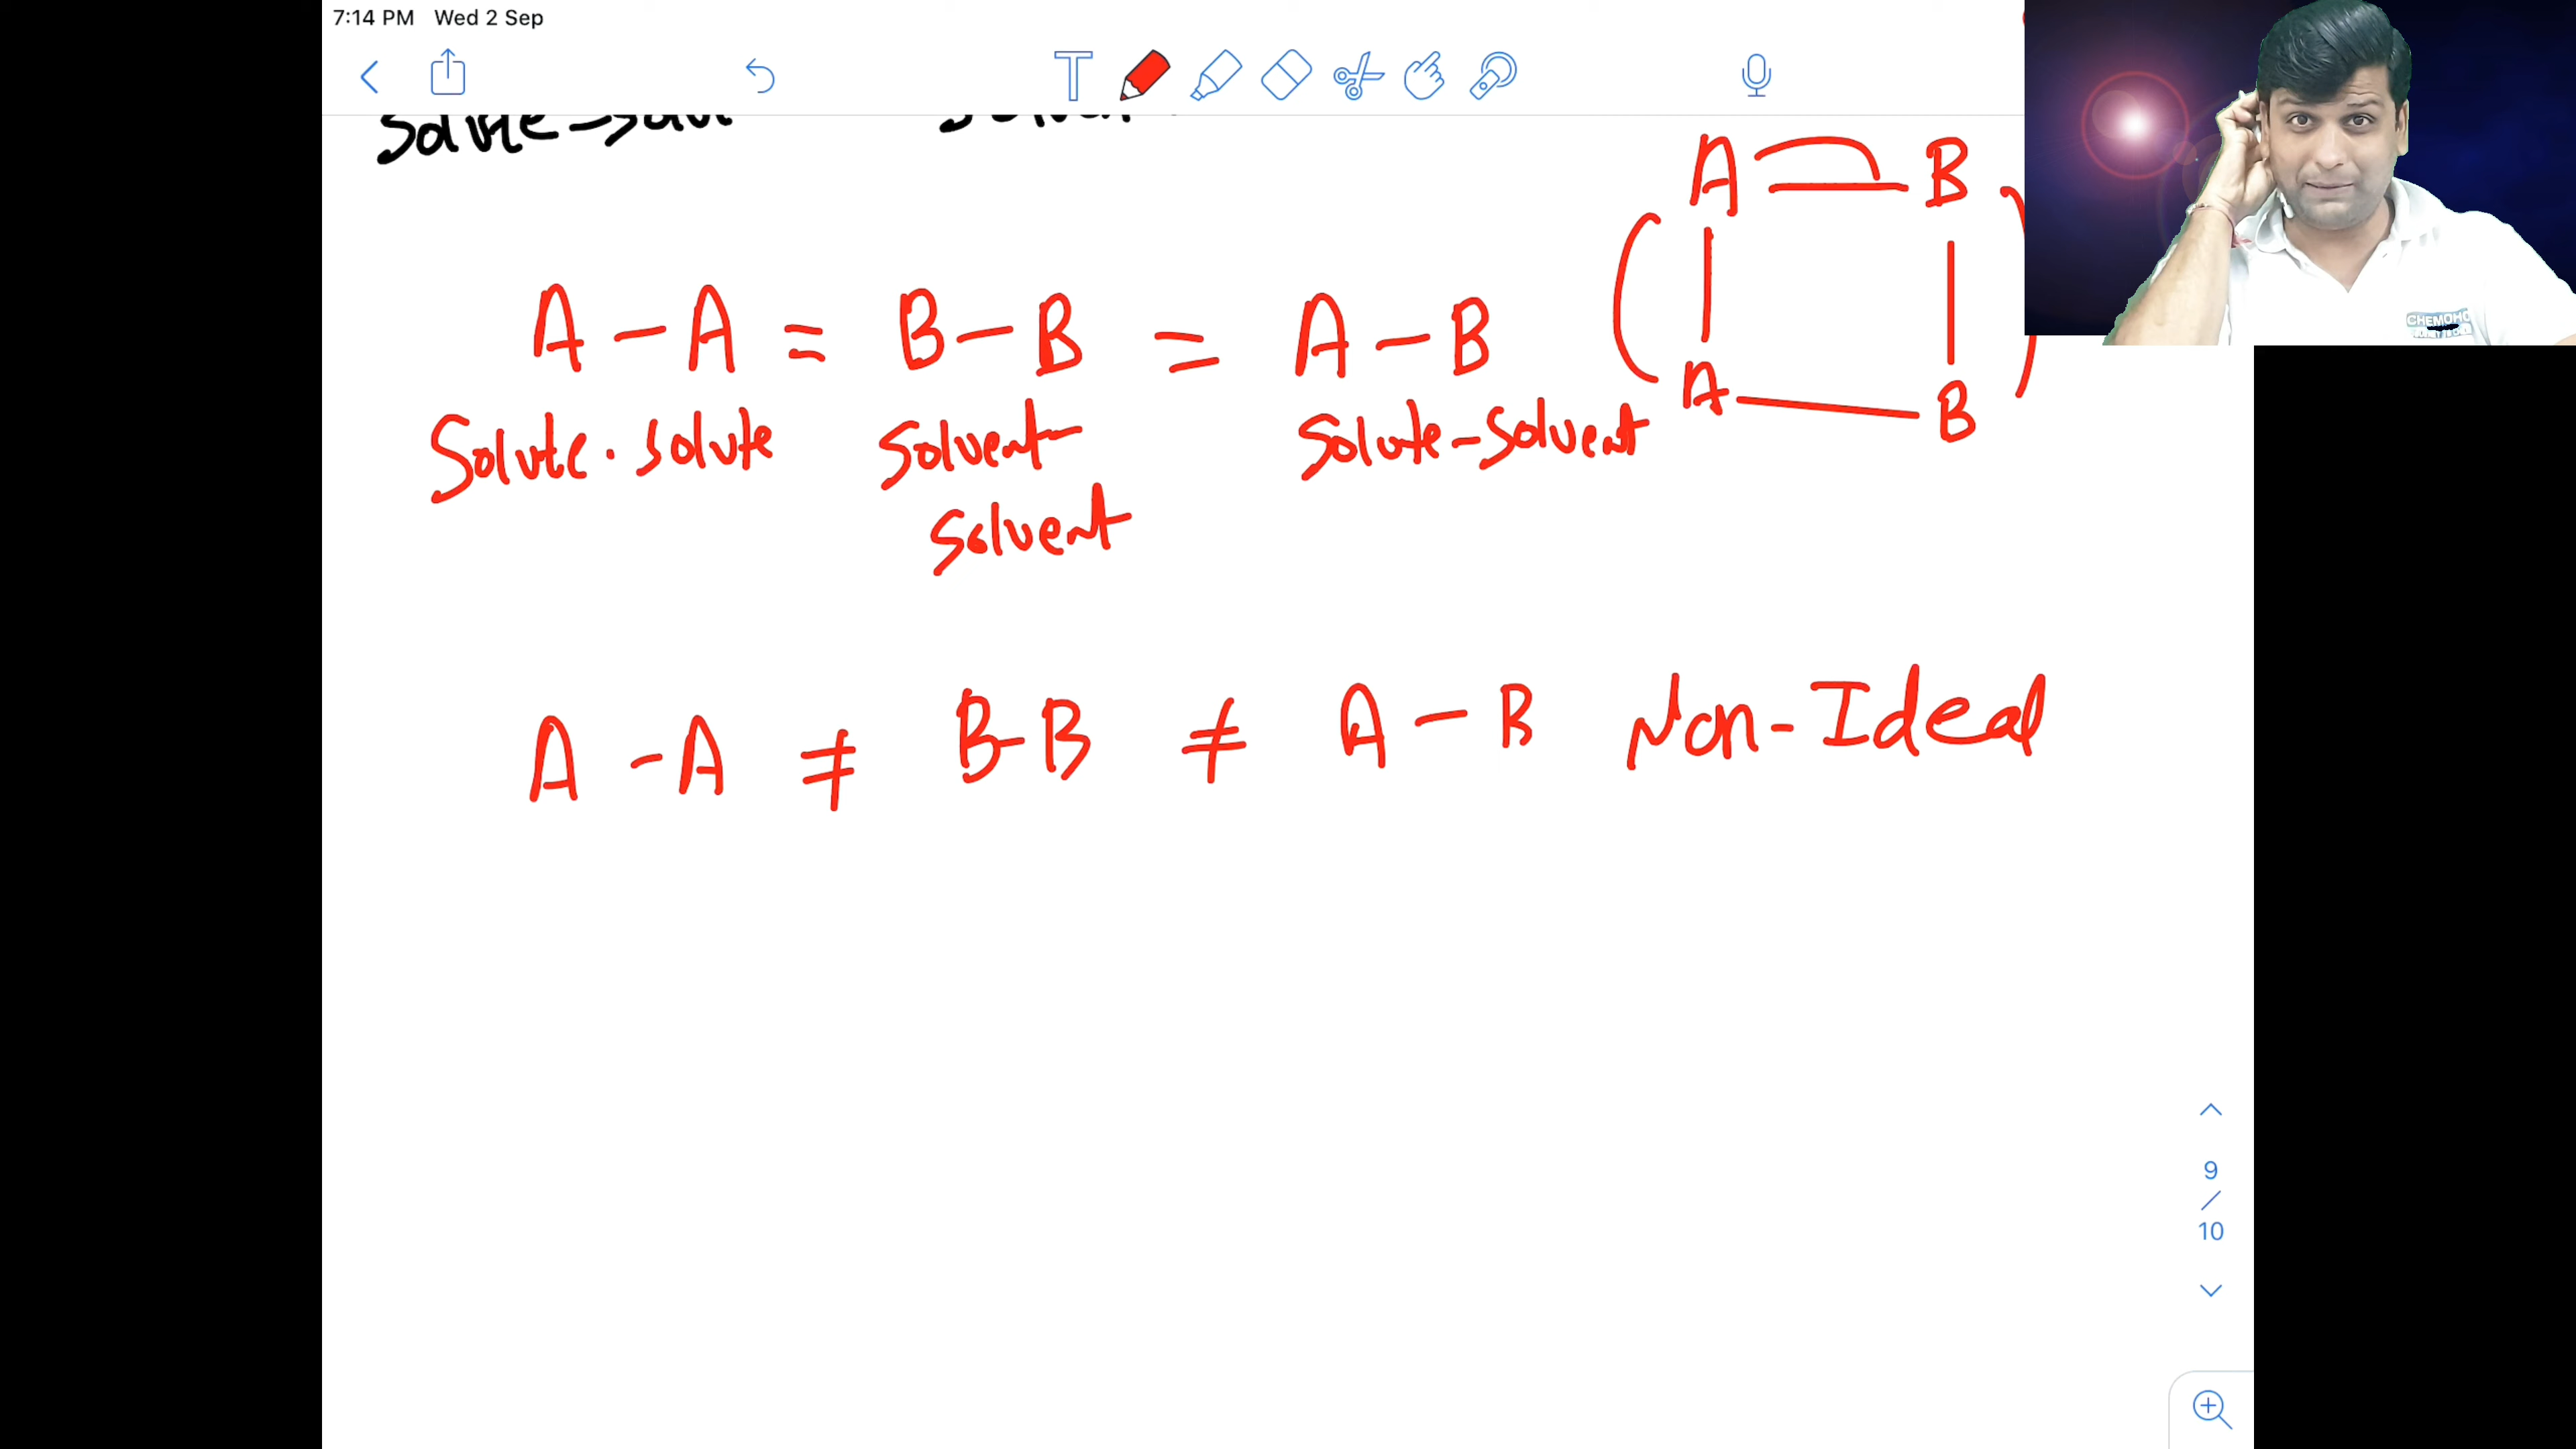 7:14 PM Wed 2 Sep
A B
A – A = B – B = A – B
A B
Solute . solute Solvent- Solute-Solvent
Solvent
A - A ≠ B-B ≠ A - B Non-Ideal
9
/
10